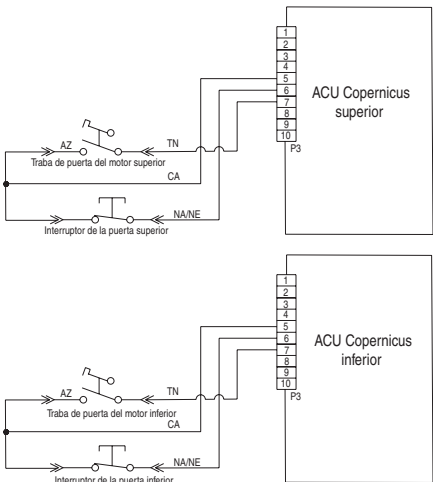 1
2
3
4
5
6
7
8
9
10
P3
ACU Copernicus
superior
AZ
TN
Traba de puerta del motor superior
CA
NA/NE
Interruptor de la puerta superior
1
2
3
4
5
6
7
8
9
10
P3
ACU Copernicus
inferior
AZ
TN
Traba de puerta del motor inferior
CA
NA/NE
Interruptor de la puerta inferior